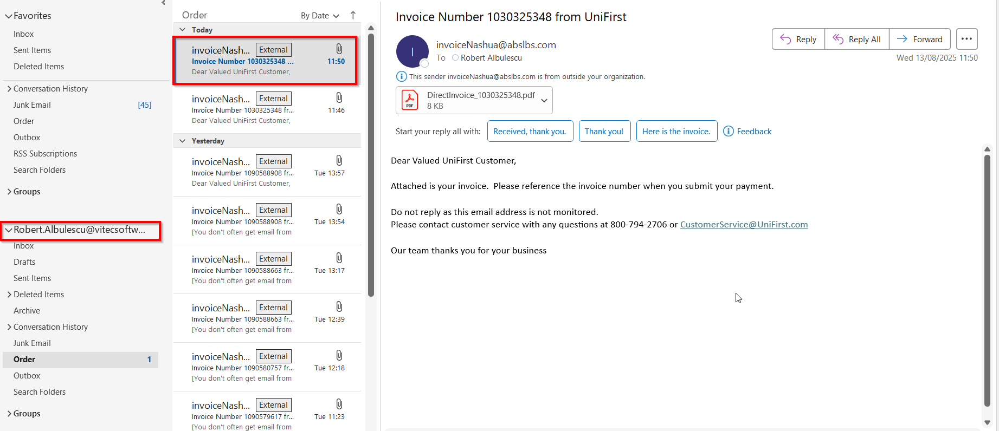 Favorites
Inbox
Sent Items
Deleted Items
Conversation History
Junk Email [45]
Order
Outbox
RSS Subscriptions
Search Folders
Groups
Robert.Albulescu@vitecsoftw...
Inbox
Drafts
Sent Items
Deleted Items
Archive
Conversation History
Junk Email
Order 1
Outbox
Search Folders
Groups
Order By Date
Today
invoiceNash... External
Invoice Number 1030325348 ... 11:50
Dear Valued UniFirst Customer,
invoiceNash... External
Invoice Number 1030325348 fr... 11:46
Dear Valued UniFirst Customer,
Yesterday
invoiceNash... External
Invoice Number 1090588908 fr... Tue 13:57
Dear Valued UniFirst Customer,
invoiceNash... External
Invoice Number 1090588908 fr... Tue 13:54
[You don't often get email from
invoiceNash... External
Invoice Number 1090588663 fr... Tue 13:17
[You don't often get email from
invoiceNash... External
Invoice Number 1090588663 fr... Tue 12:39
[You don't often get email from
invoiceNash... External
Invoice Number 1090580757 fr... Tue 12:18
[You don't often get email from
invoiceNash... External
Invoice Number 1090579617 fr... Tue 11:23
[You don't often get email from
Invoice Number 1030325348 from UniFirst
I
invoiceNashua@abslbs.com
To Robert Albulescu
Reply Reply All Forward ...
Wed 13/08/2025 11:50
This sender invoiceNashua@abslbs.com is from outside your organization.
PDF
DirectInvoice_1030325348.pdf
8 KB
Start your reply all with: Received, thank you. Thank you! Here is the invoice. Feedback
Dear Valued UniFirst Customer,
Attached is your invoice.  Please reference the invoice number when you submit your payment.
Do not reply as this email address is not monitored.
Please contact customer service with any questions at 800-794-2706 or CustomerService@UniFirst.com
Our team thanks you for your business